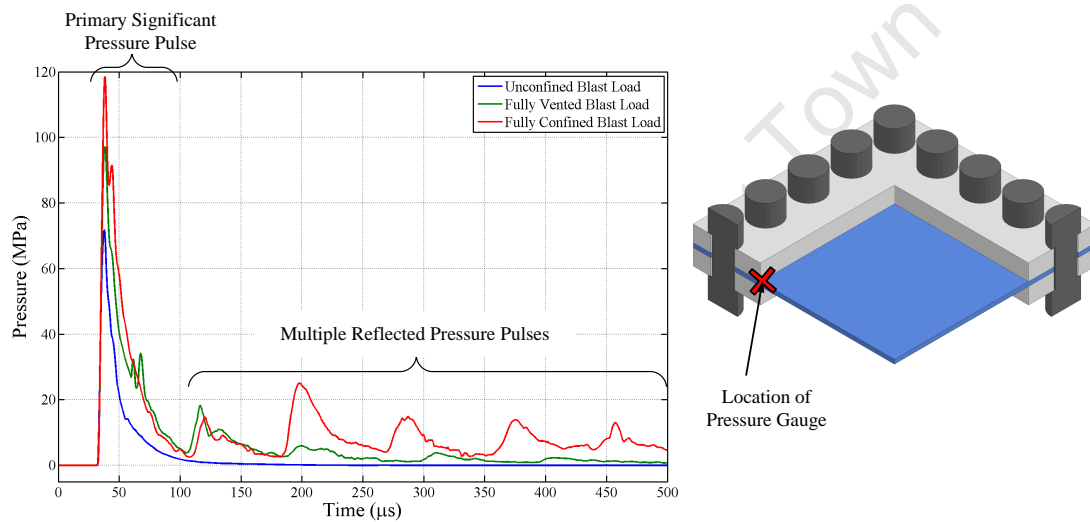 Primary Significant
Pressure Pulse
Town
120
100
80
60
40
20
0
Pressure (MPa)
Unconfined Blast Load
Fully Vented Blast Load
Fully Confined Blast Load
Multiple Reflected Pressure Pulses
0 50 100 150 200 250 300 350 400 450 500
Time (μs)
Location of
Pressure Gauge